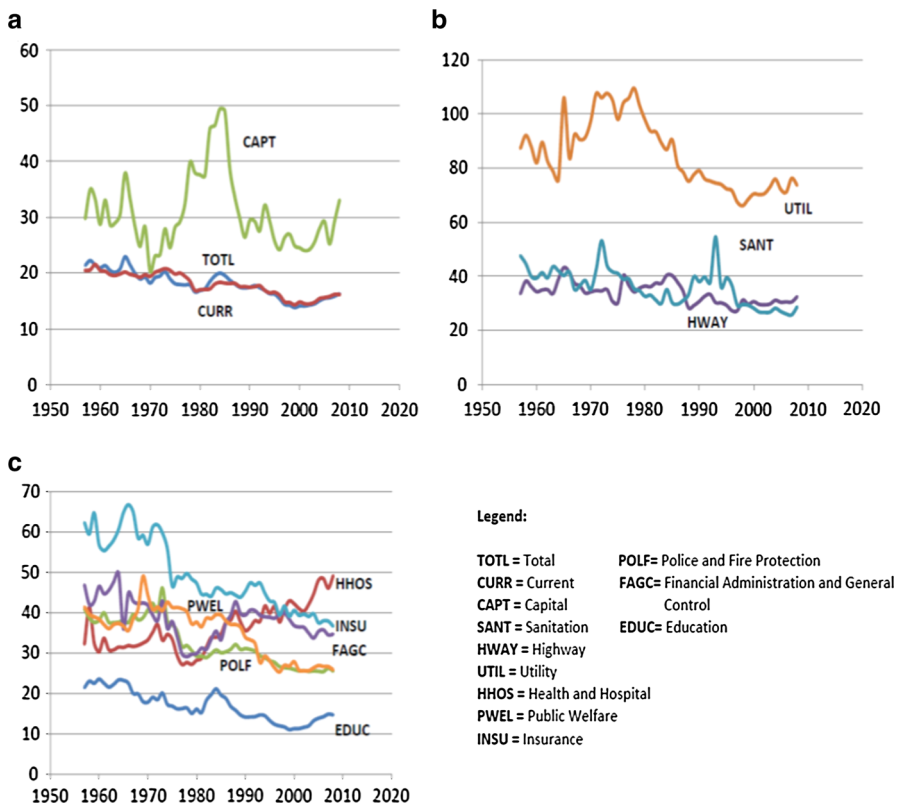 a
60
50
40
30
20
10
0
CAPT
TOTL
CURR
1950 1960 1970 1980 1990 2000 2010 2020
b
120
100
80
60
40
20
0
UTIL
SANT
HWAY
1950 1960 1970 1980 1990 2000 2010 2020
c
70
60
50
40
30
20
10
0
HHOS
PWEL
INSU
FAGC
POLF
EDUC
1950 1960 1970 1980 1990 2000 2010 2020
Legend:
TOTL = Total
CURR = Current
CAPT = Capital
SANT = Sanitation
HWAY = Highway
UTIL = Utility
HHOS = Health and Hospital
PWEL = Public Welfare
INSU = Insurance
POLF= Police and Fire Protection
FAGC= Financial Administration and General
Control
EDUC= Education